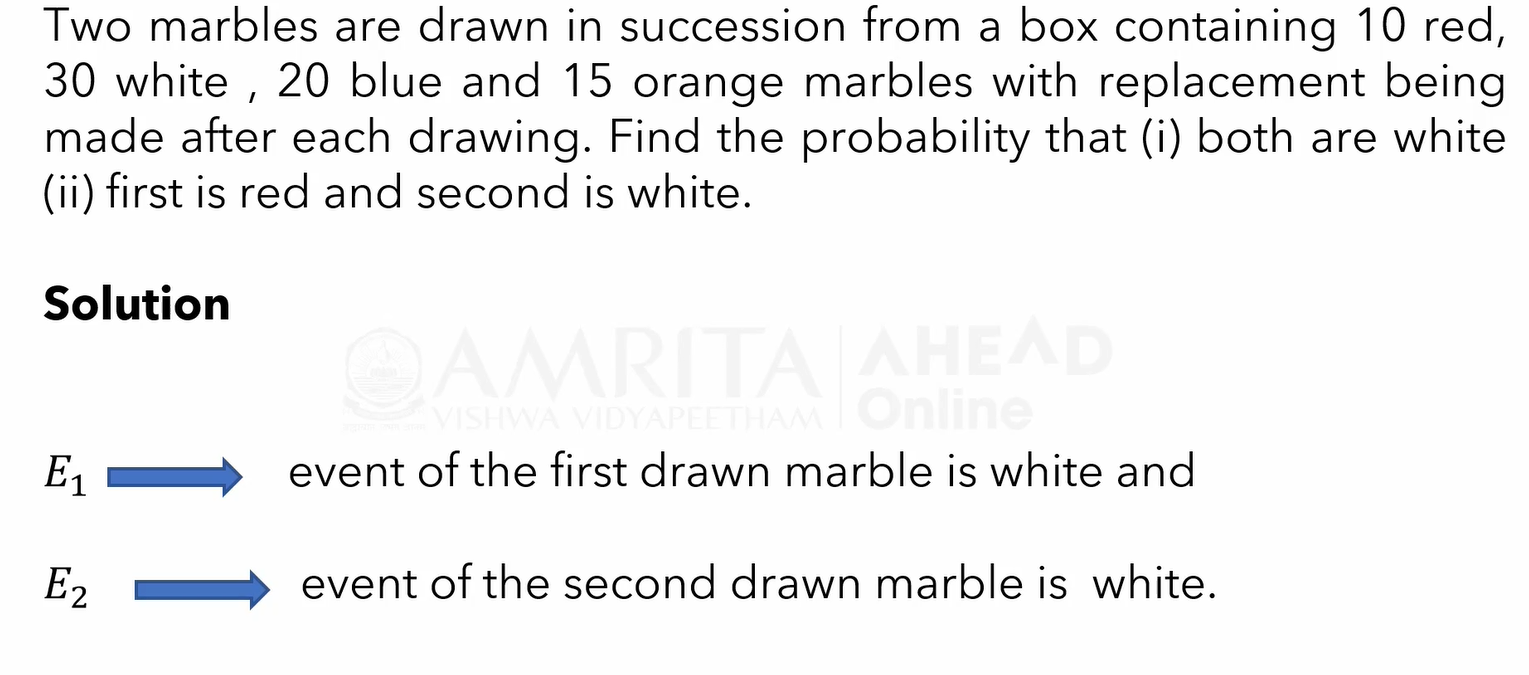 Two marbles are drawn in succession from a box containing 10 red,
30 white , 20 blue and 15 orange marbles with replacement being
made after each drawing. Find the probability that (i) both are white
(ii) first is red and second is white.
Solution
AMRITA AHEAD
VISHWA VIDYAPEETHAM Online
E₁ event of the first drawn marble is white and
E₂ event of the second drawn marble is white.